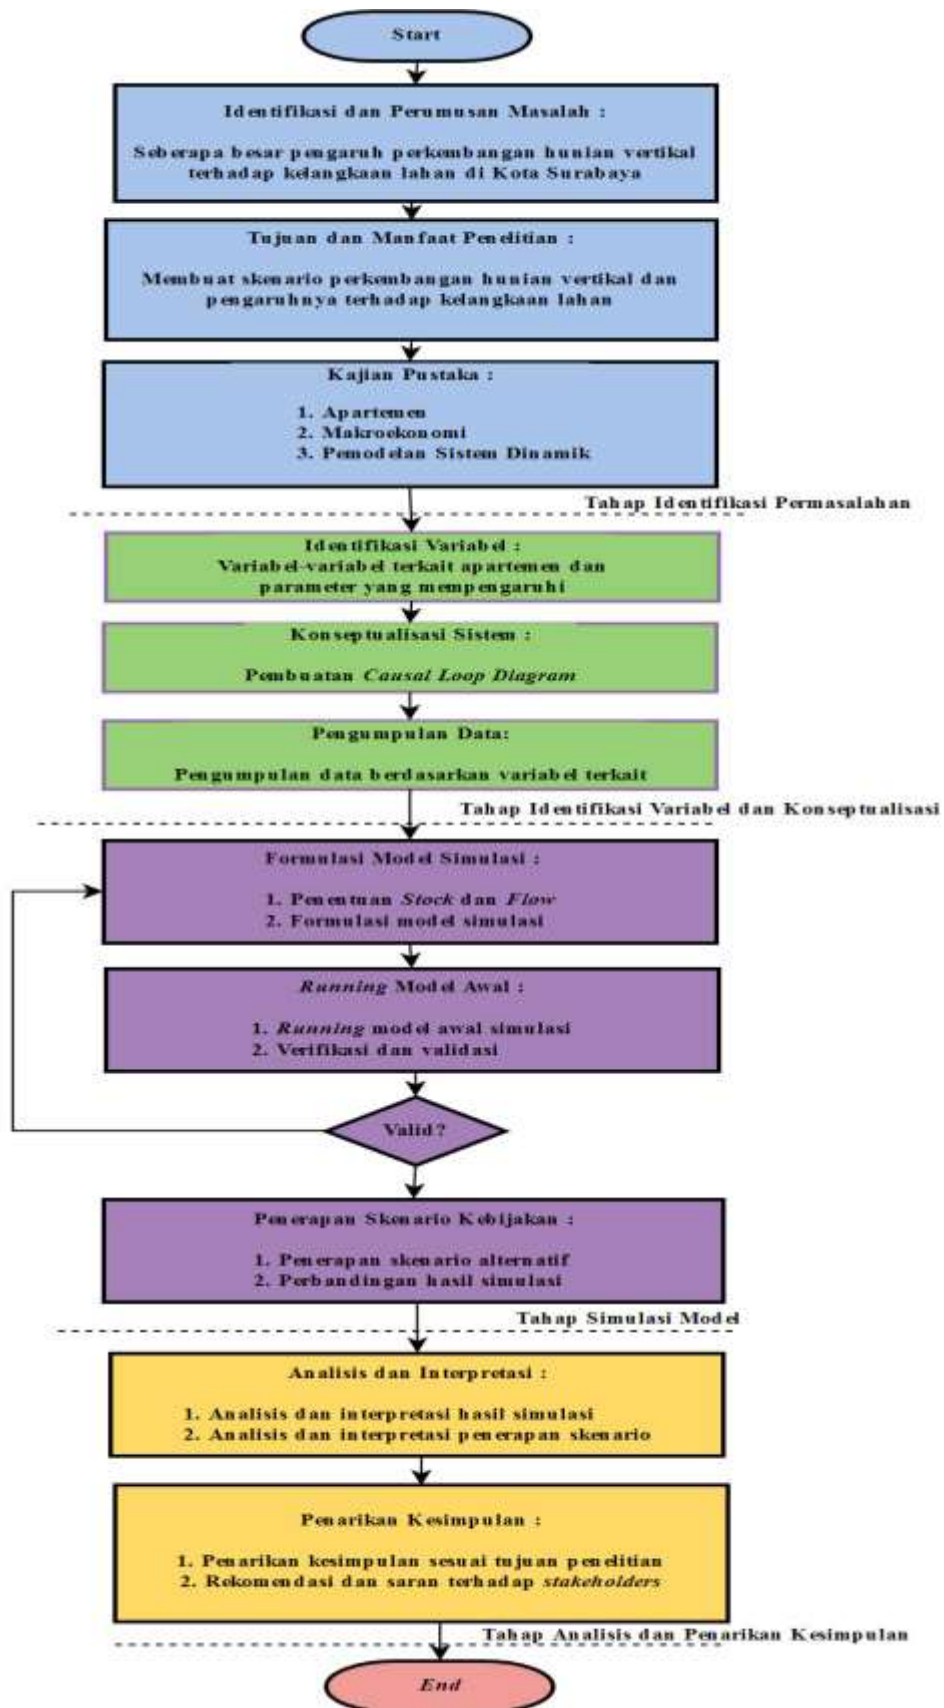 Start
Identifikasi dan Perumusan Masalah :
Seberapa besar pengaruh perkembangan hunian vertikal
terhadap kelangkaan lahan di Kota Surabaya
Tujuan dan Manfaat Penelitian :
Membuat skenario perkembangan hunian vertikal dan
pengaruhnya terhadap kelangkaan lahan
Kajian Pustaka :
1. Apartemen
2. Makroekonomi
3. Pemodelan Sistem Dinamik
Tahap Identifikasi Permasalahan
Identifikasi Variabel :
Variabel-variabel terkait apartemen dan
parameter yang mempengaruhi
Konseptualisasi Sistem :
Pembuatan Causal Loop Diagram
Pengumpulan Data:
Pengumpulan data berdasarkan variabel terkait
Tahap Identifikasi Variabel dan Konseptualisasi
Formulasi Model Simulasi :
1. Penentuan Stock dan Flow
2. Formulasi model simulasi
Running Model Awal :
1. Running model awal simulasi
2. Verifikasi dan validasi
Valid?
Penerapan Skenario Kebijakan :
1. Penerapan skenario alternatif
2. Perbandingan hasil simulasi
Tahap Simulasi Model
Analisis dan Interpretasi :
1. Analisis dan interpretasi hasil simulasi
2. Analisis dan interpretasi penerapan skenario
Penarikan Kesimpulan :
1. Penarikan kesimpulan sesuai tujuan penelitian
2. Rekomendasi dan saran terhadap stakeholders
Tahap Analisis dan Penarikan Kesimpulan
End